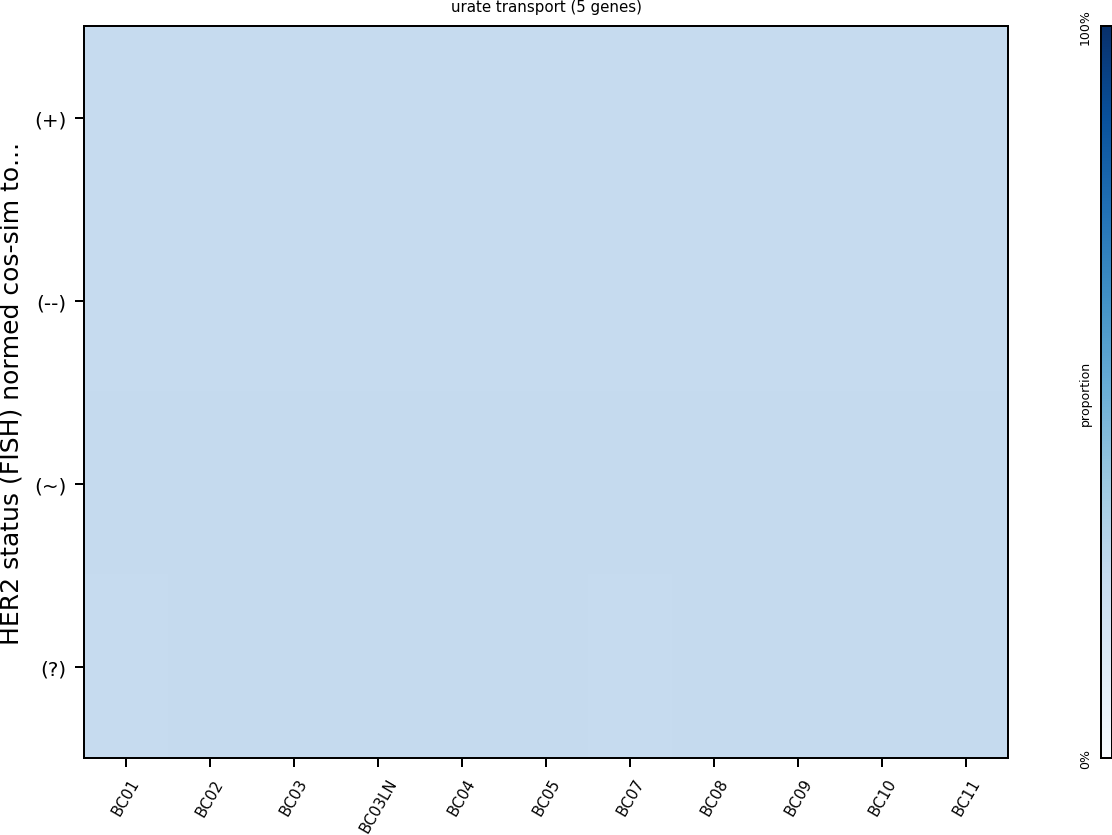 urate transport (5 genes)
HER2 status (FISH) normed cos-sim to...
(+)
(--)
(~)
(?)
BC01
BC02
BC03
BC03LN
BC04
BC05
BC07
BC08
BC09
BC10
BC11
100%
proportion
0%